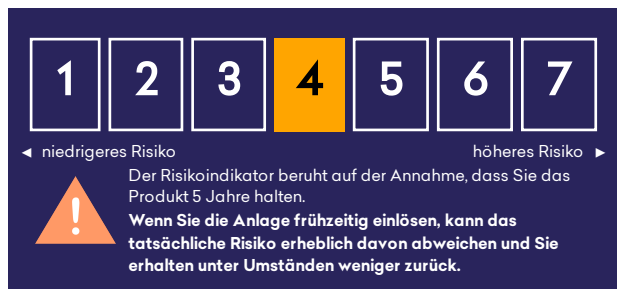 1 2 3 4 5 6 7
◄ niedrigeres Risiko höheres Risiko ►
Der Risikoindikator beruht auf der Annahme, dass Sie das
Produkt 5 Jahre halten.
Wenn Sie die Anlage frühzeitig einlösen, kann das
tatsächliche Risiko erheblich davon abweichen und Sie
erhalten unter Umständen weniger zurück.